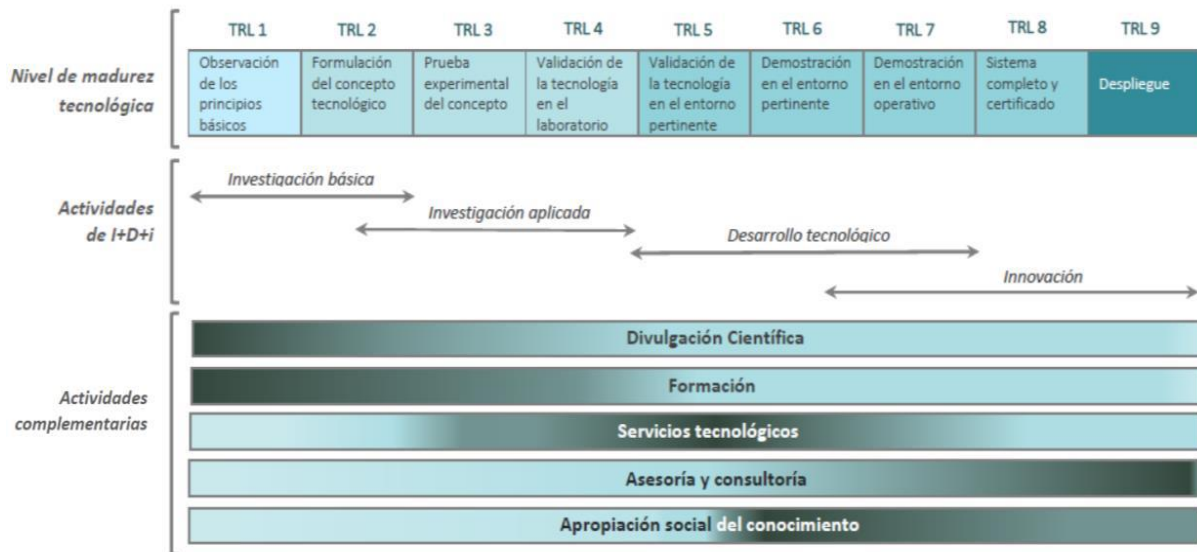 TRL 1
TRL 2
TRL 3
TRL 4
TRL 5
TRL 6
TRL 7
TRL 8
TRL 9
Nivel de madurez
tecnológica
Observación
de los
principios
básicos
Formulación
del concepto
tecnológico
Prueba
experimental
del concepto
Validación de
la tecnología
en el
laboratorio
Validación de
la tecnología
en el entorno
pertinente
Demostración
en el entorno
pertinente
Demostración
en el entorno
operativo
Sistema
completo y
certificado
Despliegue
Actividades
de I+D+i
Investigación básica
Investigación aplicada
Desarrollo tecnológico
Innovación
Actividades
complementarias
Divulgación Científica
Formación
Servicios tecnológicos
Asesoría y consultoría
Apropiación social del conocimiento